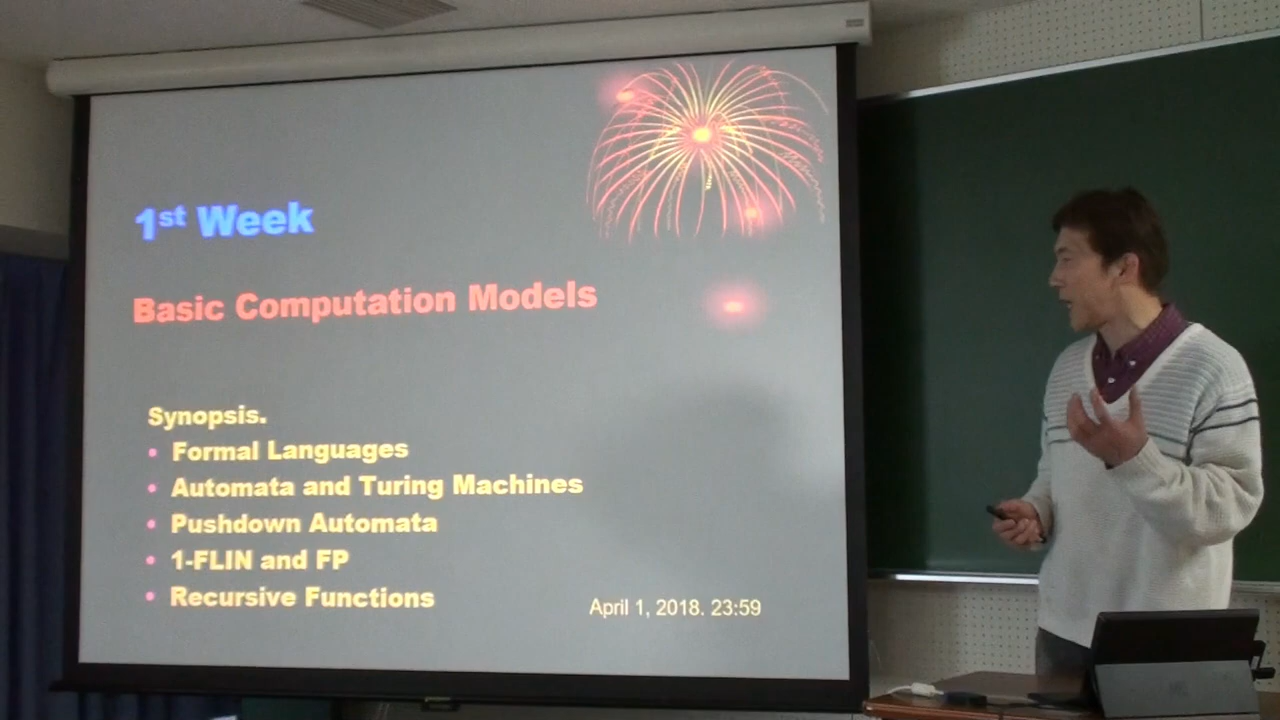 1st Week
Basic Computation Models
Synopsis.
• Formal Languages
• Automata and Turing Machines
• Pushdown Automata
• 1-FLIN and FP
• Recursive Functions
April 1, 2018. 23:59